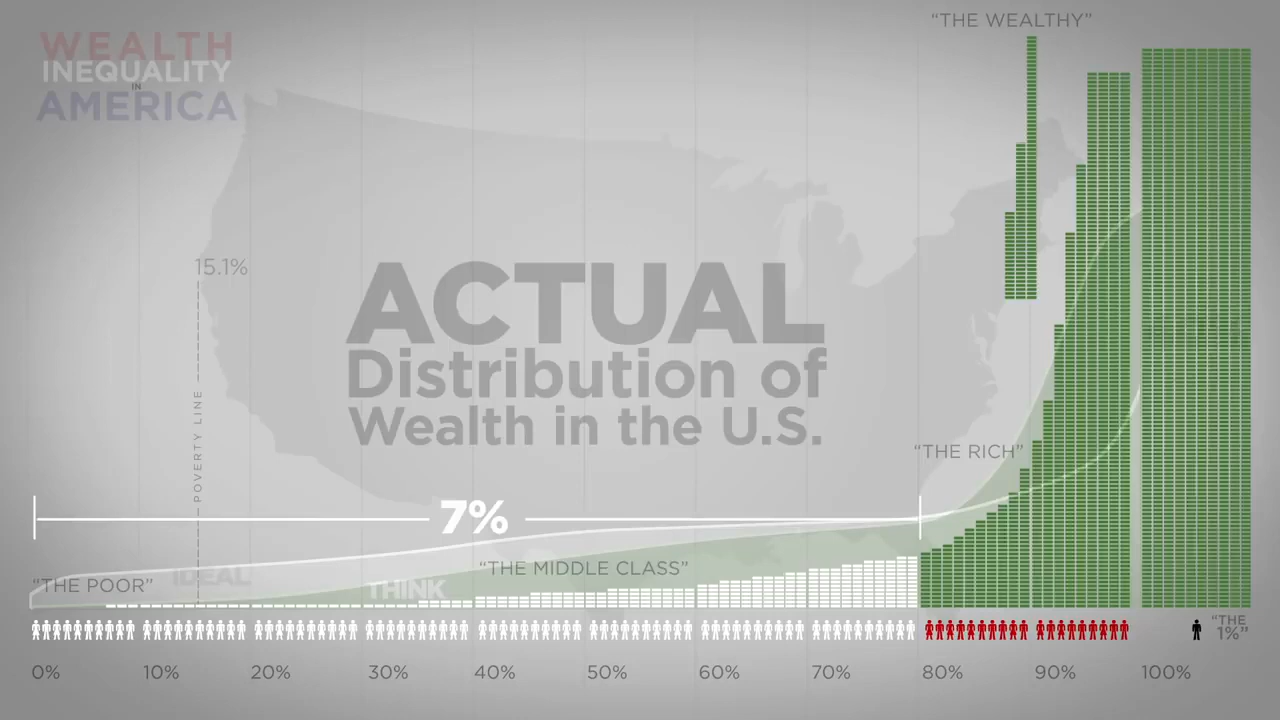 "THE WEALTHY"
WEALTH
INEQUALITY
IN
AMERICA
15.1%
ACTUAL
Distribution of
Wealth in the U.S.
POVERTY LINE
"THE RICH"
7%
"THE MIDDLE CLASS"
"THE POOR"
IDEAL
THINK
"THE
1%"
0% 10% 20% 30% 40% 50% 60% 70% 80% 90% 100%